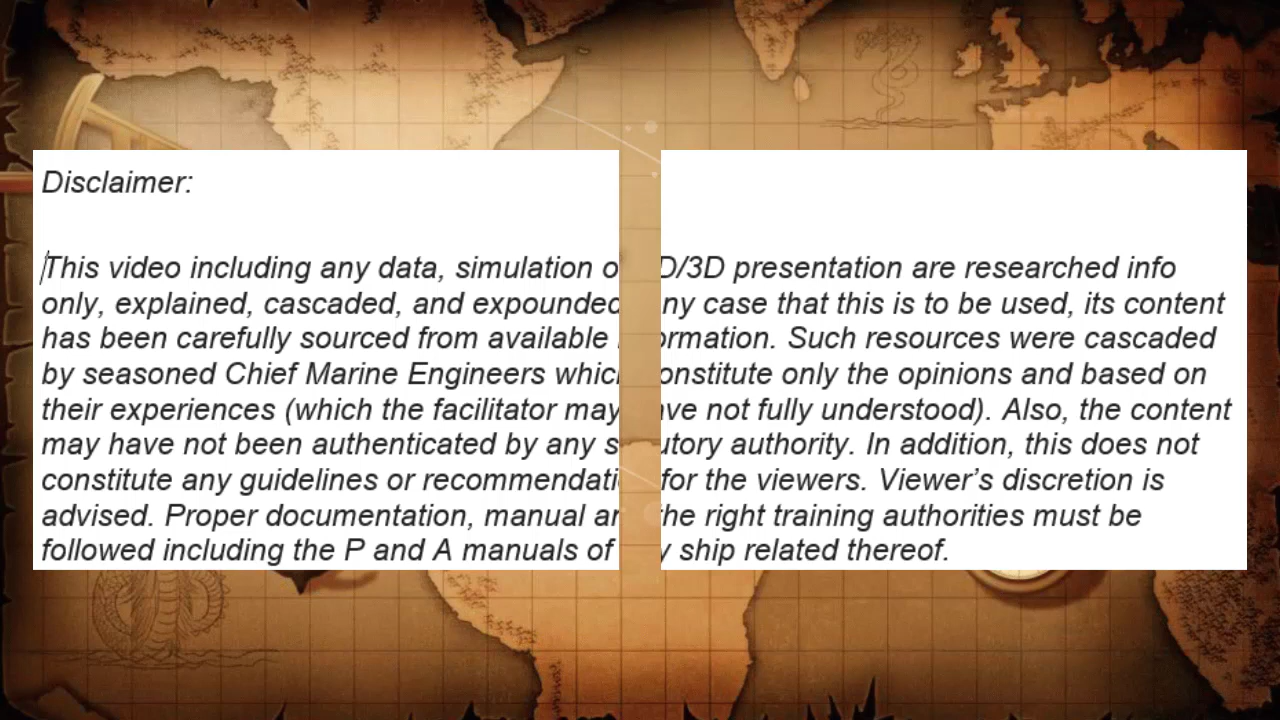 Disclaimer:
This video including any data, simulation o D/3D presentation are researched info
only, explained, cascaded, and expounded ny case that this is to be used, its content
has been carefully sourced from available ormation. Such resources were cascaded
by seasoned Chief Marine Engineers which onstitute only the opinions and based on
their experiences (which the facilitator may ve not fully understood). Also, the content
may have not been authenticated by any s utory authority. In addition, this does not
constitute any guidelines or recommendati for the viewers. Viewer’s discretion is
advised. Proper documentation, manual an the right training authorities must be
followed including the P and A manuals of y ship related thereof.